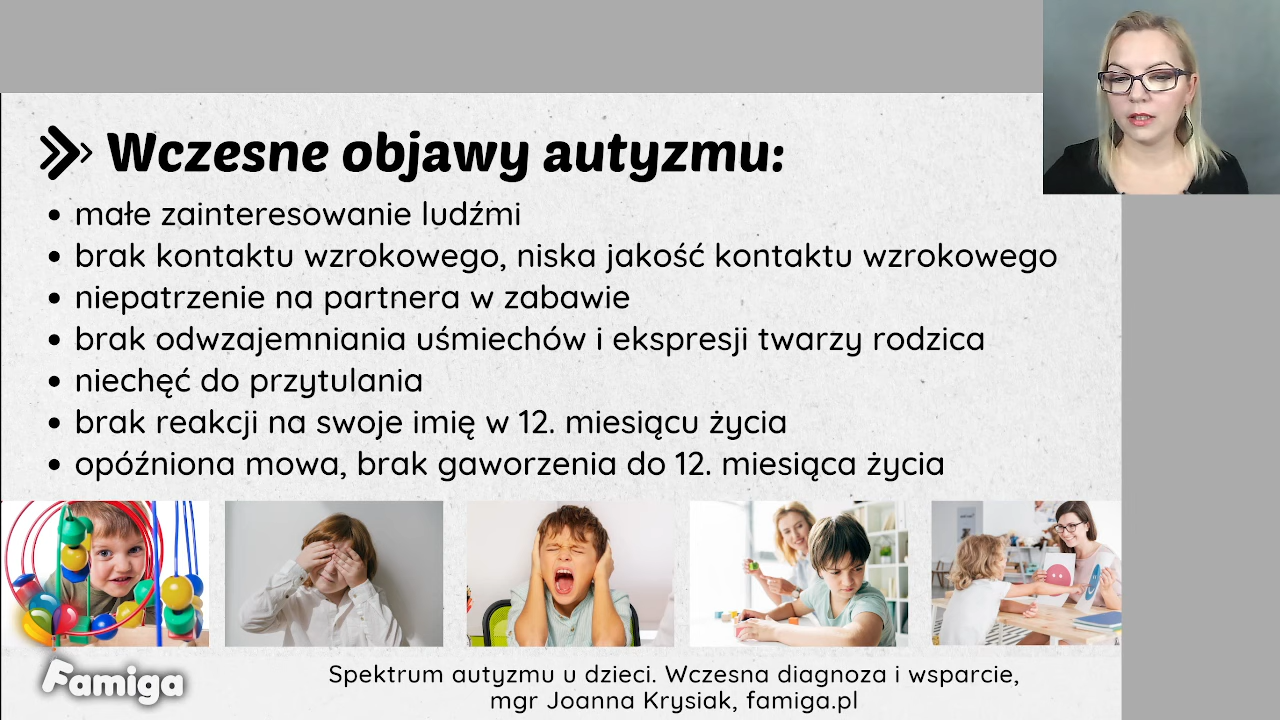 Wczesne objawy autyzmu:
• małe zainteresowanie ludźmi
• brak kontaktu wzrokowego, niska jakość kontaktu wzrokowego
• niepatrzenie na partnera w zabawie
• brak odwzajemniania uśmiechów i ekspresji twarzy rodzica
• niechęć do przytulania
• brak reakcji na swoje imię w 12. miesiącu życia
• opóźniona mowa, brak gaworzenia do 12. miesiąca życia
Famiga
Spektrum autyzmu u dzieci. Wczesna diagnoza i wsparcie,
mgr Joanna Krysiak, famiga.pl